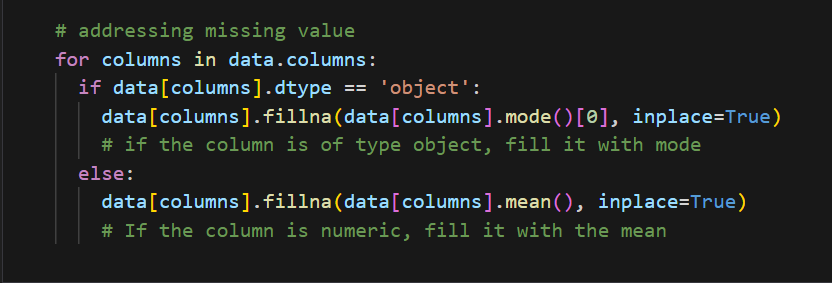 # addressing missing value
for columns in data.columns:
  if data[columns].dtype == 'object':
    data[columns].fillna(data[columns].mode()[0], inplace=True)
    # if the column is of type object, fill it with mode
  else:
    data[columns].fillna(data[columns].mean(), inplace=True)
    # If the column is numeric, fill it with the mean